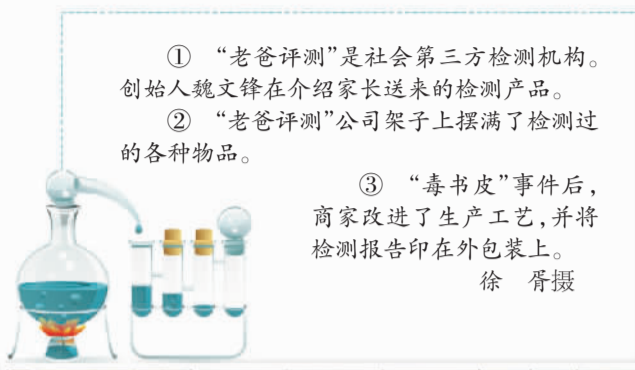 ① “老爸评测”是社会第三方检测机构。
创始人魏文锋在介绍家长送来的检测产品。
② “老爸评测”公司架子上摆满了检测过
的各种物品。
③ “毒书皮”事件后，
商家改进了生产工艺，并将
检测报告印在外包装上。
徐 胥摄